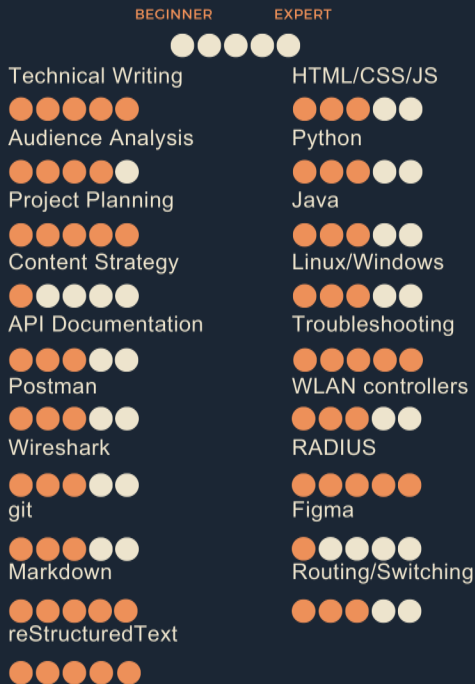 BEGINNER EXPERT
Technical Writing
Audience Analysis
Project Planning
Content Strategy
API Documentation
Postman
Wireshark
git
Markdown
reStructuredText
HTML/CSS/JS
Python
Java
Linux/Windows
Troubleshooting
WLAN controllers
RADIUS
Figma
Routing/Switching